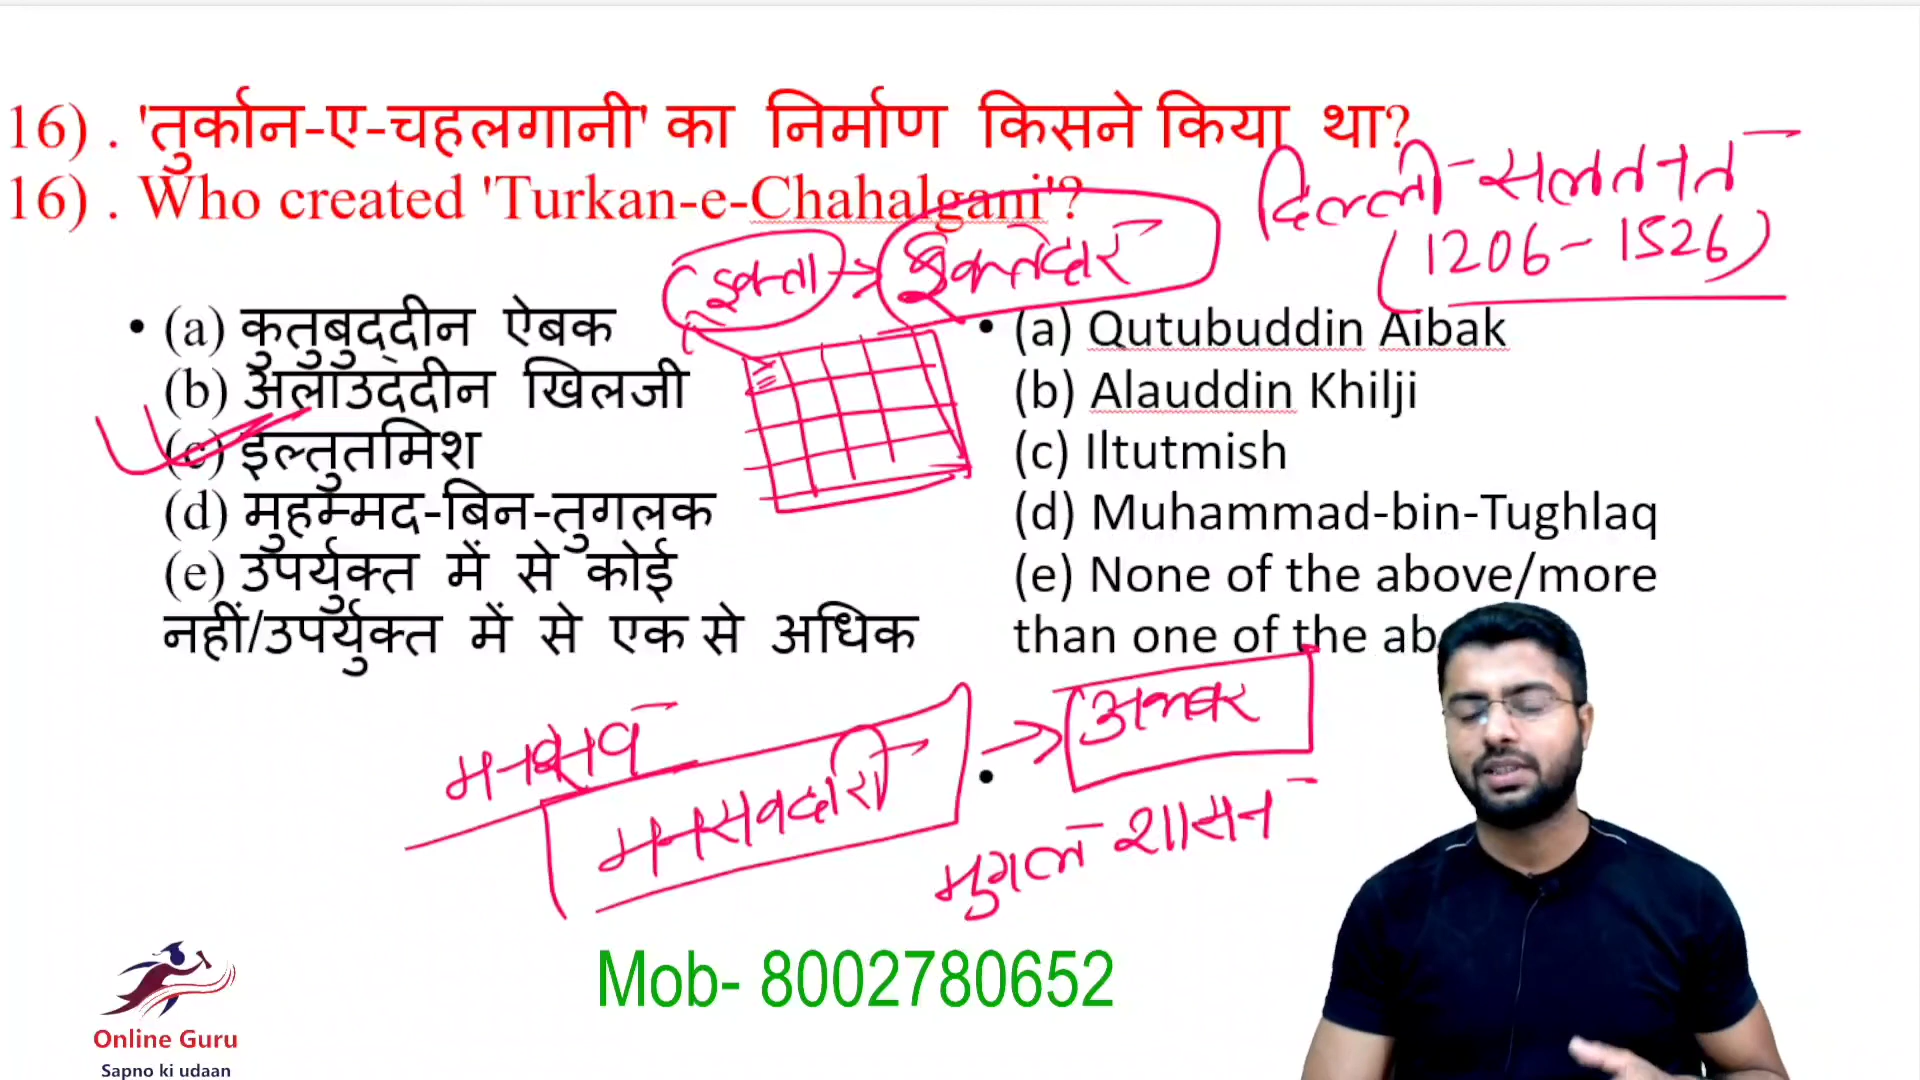 16) . 'तुर्कान-ए-चहलगानी' का निर्माण किसने किया था?
16) . Who created 'Turkan-e-Chahalgani'?
दिल्ली सलतनत
(1206-1526)
इक्ता → इक्तेदार
• (a) कुतुबुद्दीन ऐबक
(b) अलाउद्दीन खिलजी
(c) इल्तुतमिश
(d) मुहम्मद-बिन-तुगलक
(e) उपर्युक्त में से कोई
नहीं/उपर्युक्त में से एक से अधिक
• (a) Qutubuddin Aibak
(b) Alauddin Khilji
(c) Iltutmish
(d) Muhammad-bin-Tughlaq
(e) None of the above/more
than one of the ab
मनसब
मनसबदारी → अकबर
मुगल शासन
Mob- 8002780652
Online Guru
Sapno ki udaan